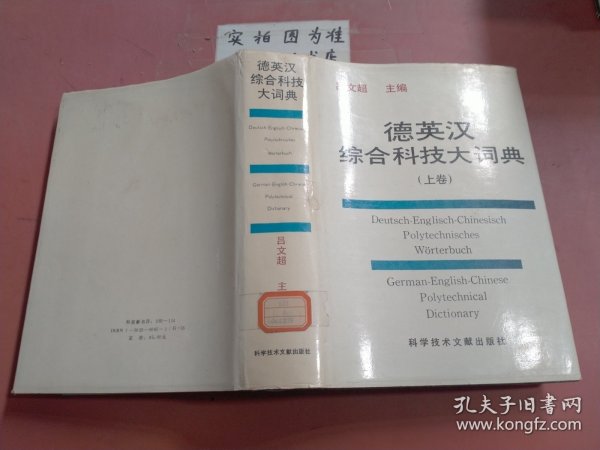 实拍图为准
德英汉
综合科技
大词典
Deutsch-Englisch-Chinesisch
Polytechnisches
Wörterbuch
German-English-Chinese
Polytechnical
Dictionary
吕文超 主
科学技术文献出版社
文超 主编
德英汉
综合科技大词典
(上卷)
Deutsch-Englisch-Chinesisch
Polytechnisches
Wörterbuch
German-English-Chinese
Polytechnical
Dictionary
科学技术文献出版社
孔夫子旧书网
www.kongfz.com